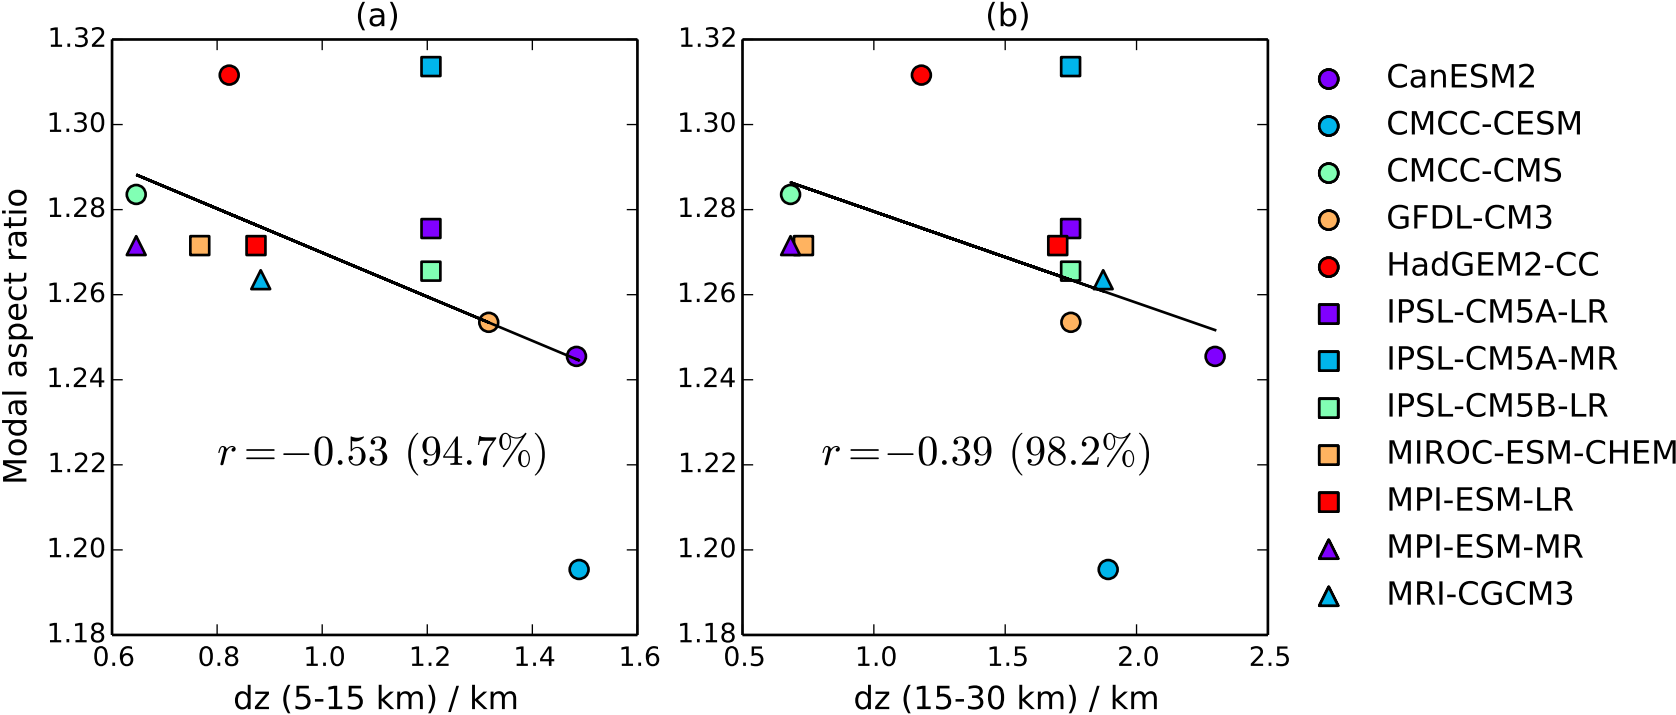 (a)
(b)
1.32
1.30
1.28
1.26
1.24
1.22
1.20
1.18
Modal aspect ratio
r = −0.53 (94.7%)
0.6 0.8 1.0 1.2 1.4 1.6
dz (5-15 km) / km
1.32
1.30
1.28
1.26
1.24
1.22
1.20
1.18
r = −0.39 (98.2%)
0.5 1.0 1.5 2.0 2.5
dz (15-30 km) / km
CanESM2
CMCC-CESM
CMCC-CMS
GFDL-CM3
HadGEM2-CC
IPSL-CM5A-LR
IPSL-CM5A-MR
IPSL-CM5B-LR
MIROC-ESM-CHEM
MPI-ESM-LR
MPI-ESM-MR
MRI-CGCM3